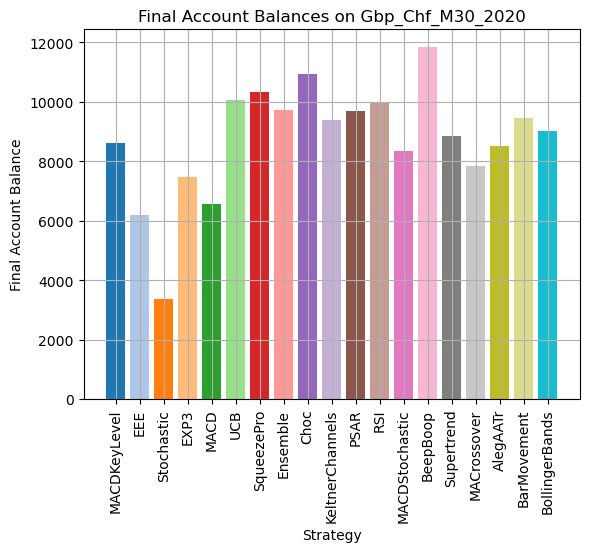 Final Account Balances on Gbp_Chf_M30_2020
Final Account Balance
12000
10000
8000
6000
4000
2000
0
MACDKeyLevel
EEE
Stochastic
EXP3
MACD
UCB
SqueezePro
Ensemble
Choc
KeltnerChannels
PSAR
RSI
MACDStochastic
BeepBoop
Supertrend
MACrossover
AlegAATr
BarMovement
BollingerBands
Strategy